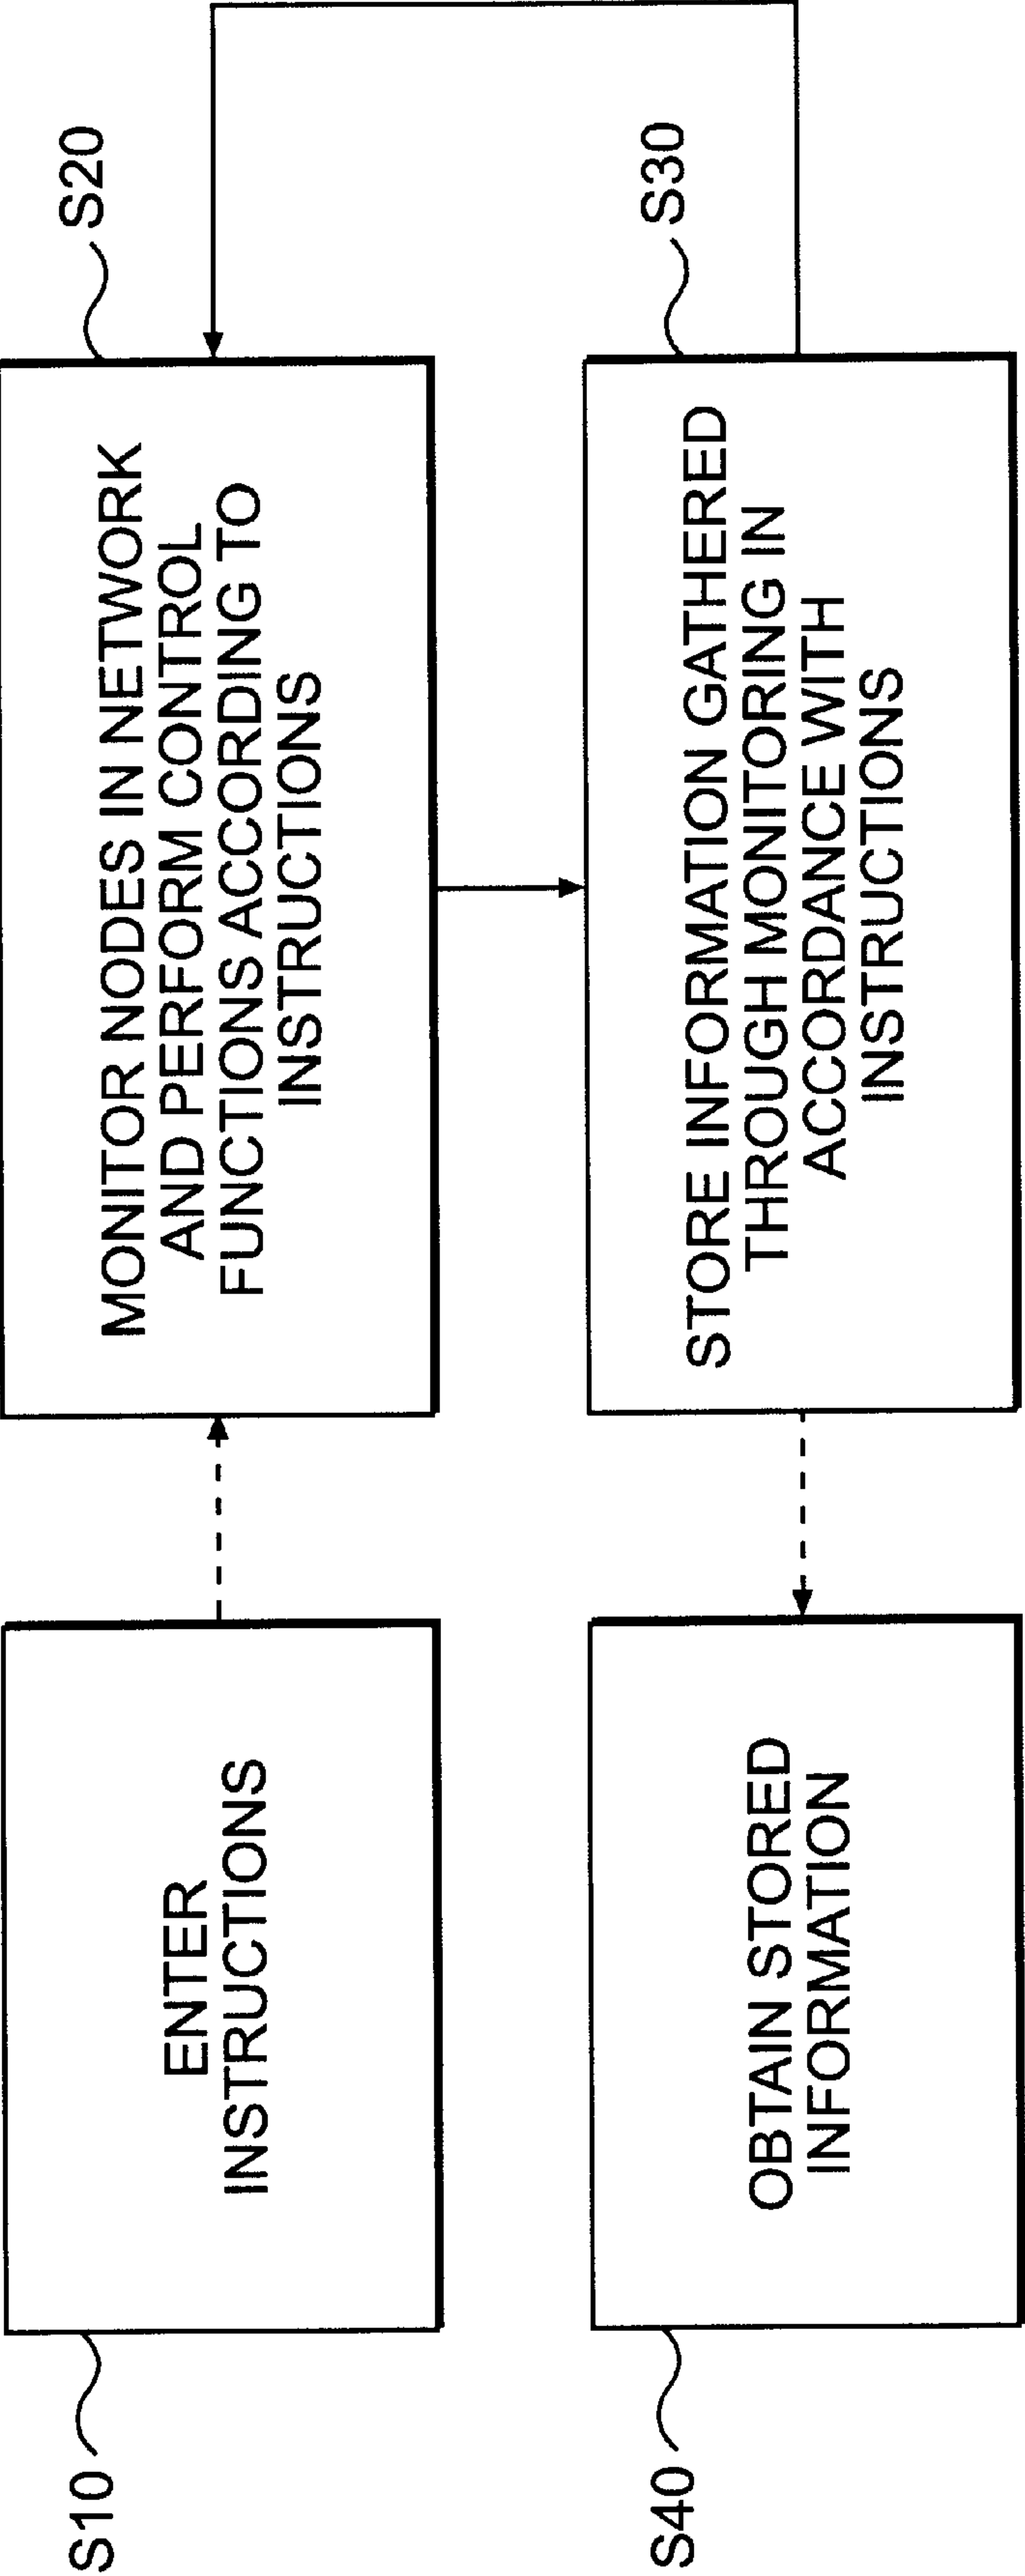 S10
ENTER
INSTRUCTIONS
S20
MONITOR NODES IN NETWORK
AND PERFORM CONTROL
FUNCTIONS ACCORDING TO
INSTRUCTIONS
S30
STORE INFORMATION GATHERED
THROUGH MONITORING IN
ACCORDANCE WITH
INSTRUCTIONS
S40
OBTAIN STORED
INFORMATION